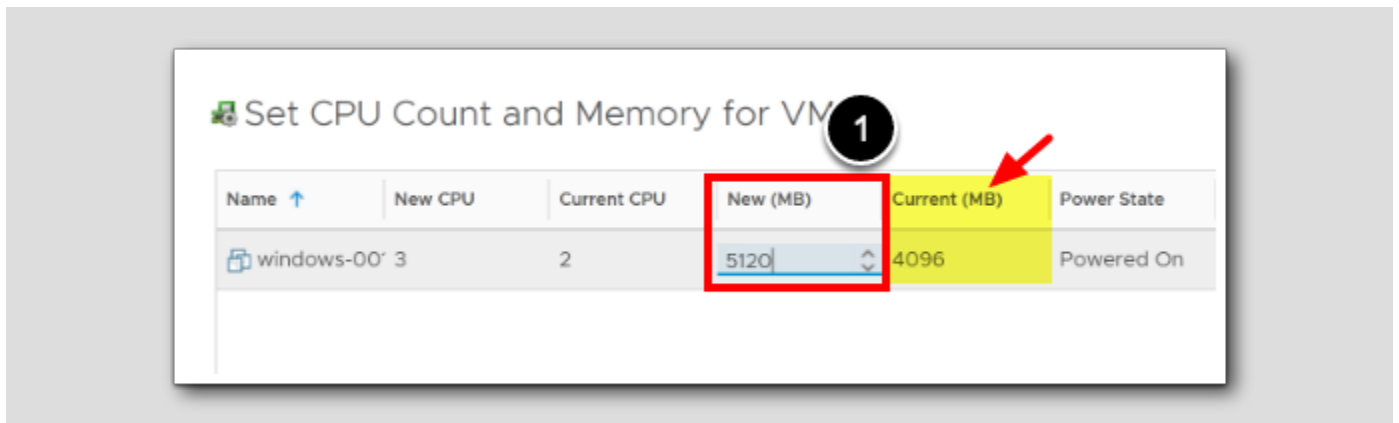 Set CPU Count and Memory for VM
1
Name New CPU Current CPU New (MB) Current (MB) Power State
windows-001 3 2 5120 4096 Powered On